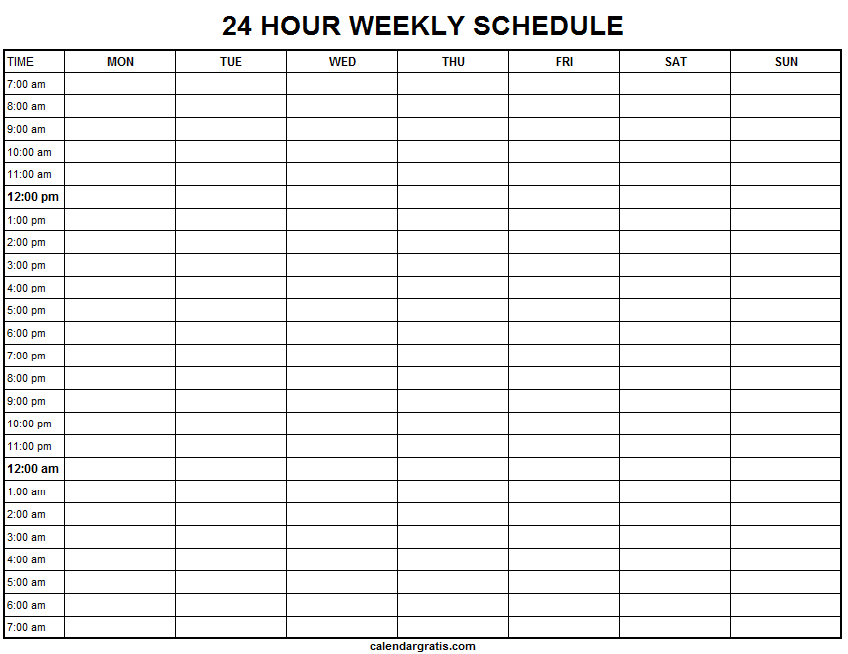 24 HOUR WEEKLY SCHEDULE
TIME MON TUE WED THU FRI SAT SUN
7:00 am
8:00 am
9:00 am
10:00 am
11:00 am
12:00 pm
1:00 pm
2:00 pm
3:00 pm
4:00 pm
5:00 pm
6:00 pm
7:00 pm
8:00 pm
9:00 pm
10:00 pm
11:00 pm
12:00 am
1:00 am
2:00 am
3:00 am
4:00 am
5:00 am
6:00 am
7:00 am
calendargratis.com